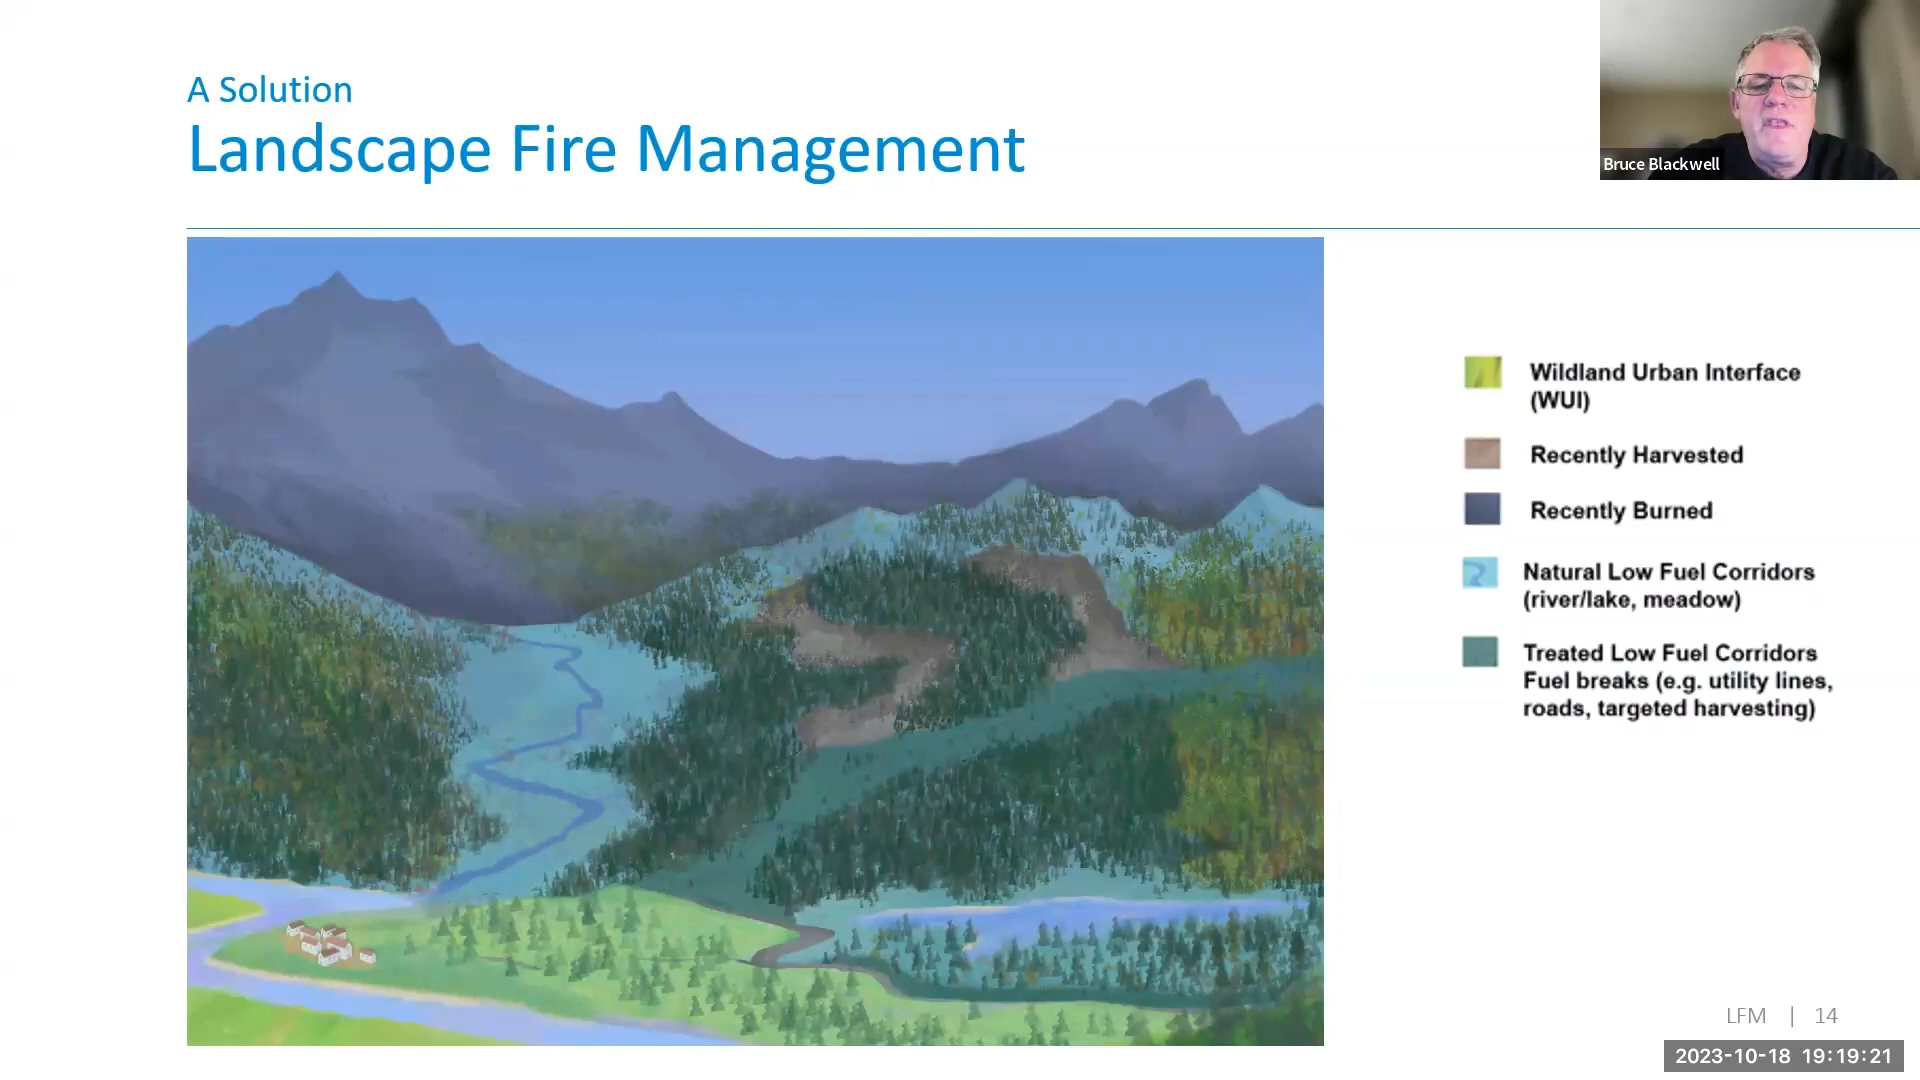 A Solution
Landscape Fire Management
Bruce Blackwell
Wildland Urban Interface
(WUI)
Recently Harvested
Recently Burned
Natural Low Fuel Corridors
(river/lake, meadow)
Treated Low Fuel Corridors
Fuel breaks (e.g. utility lines,
roads, targeted harvesting)
LFM | 14
2023-10-18 19:19:21